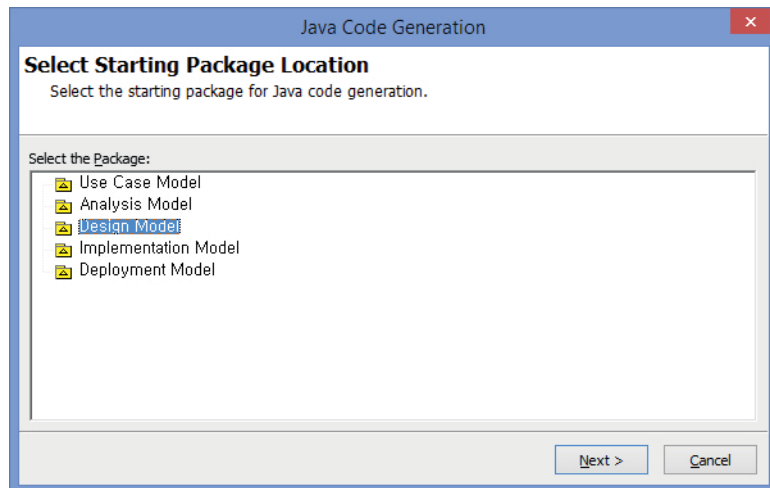 Java Code Generation
Select Starting Package Location
Select the starting package for Java code generation.
Select the Package:
Use Case Model
Analysis Model
Design Model
Implementation Model
Deployment Model
Next >
Cancel